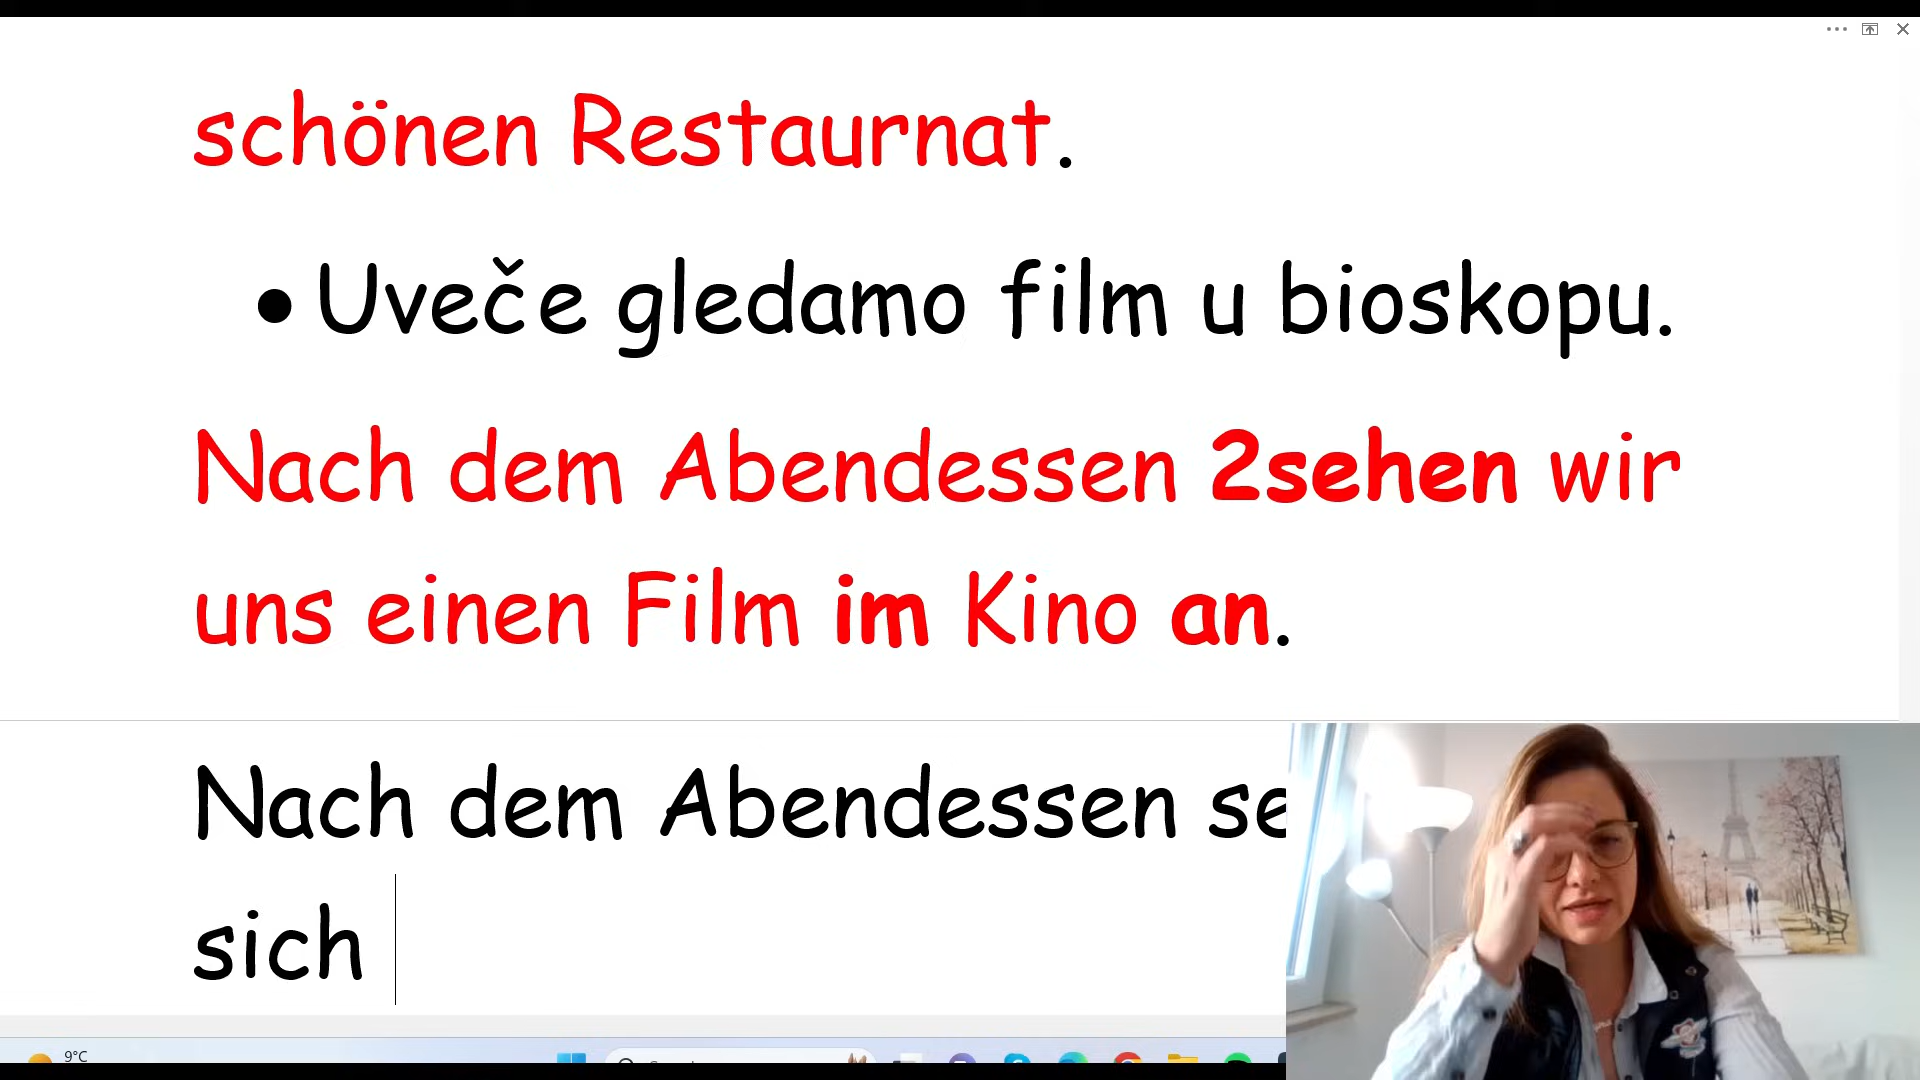 schönen Restaurnat.
• Uveče gledamo film u bioskopu.
Nach dem Abendessen 2sehen wir
uns einen Film im Kino an.
Nach dem Abendessen se
sich
9°C